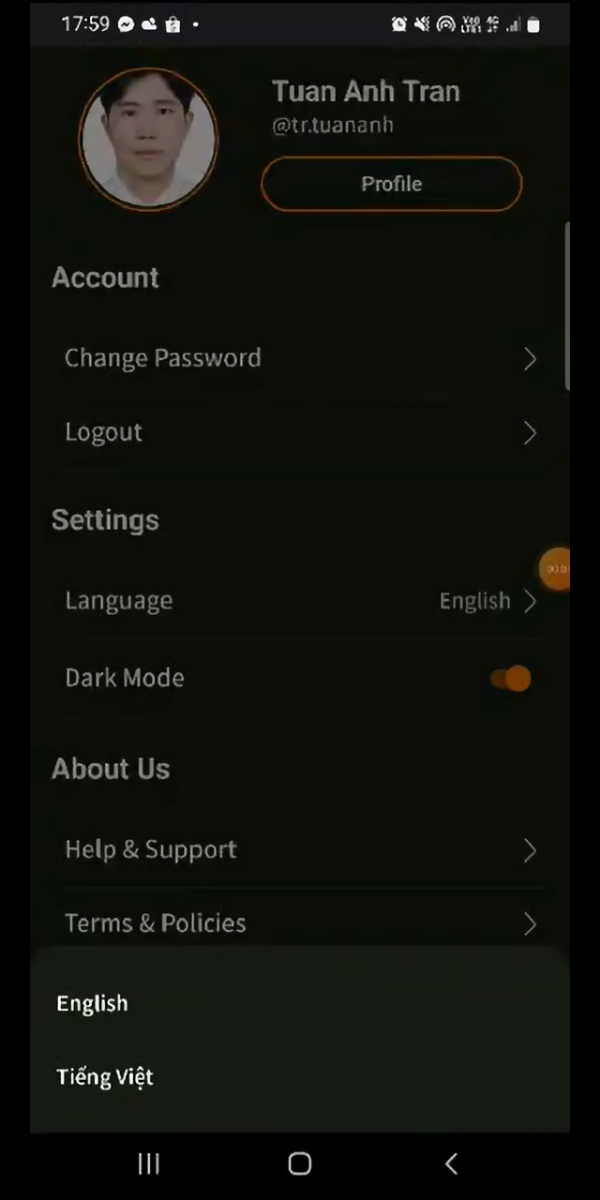 17:59
Tuan Anh Tran
@tr.tuananh
Profile
Account
Change Password
Logout
Settings
Language
English
Dark Mode
About Us
Help & Support
Terms & Policies
English
Tiếng Việt